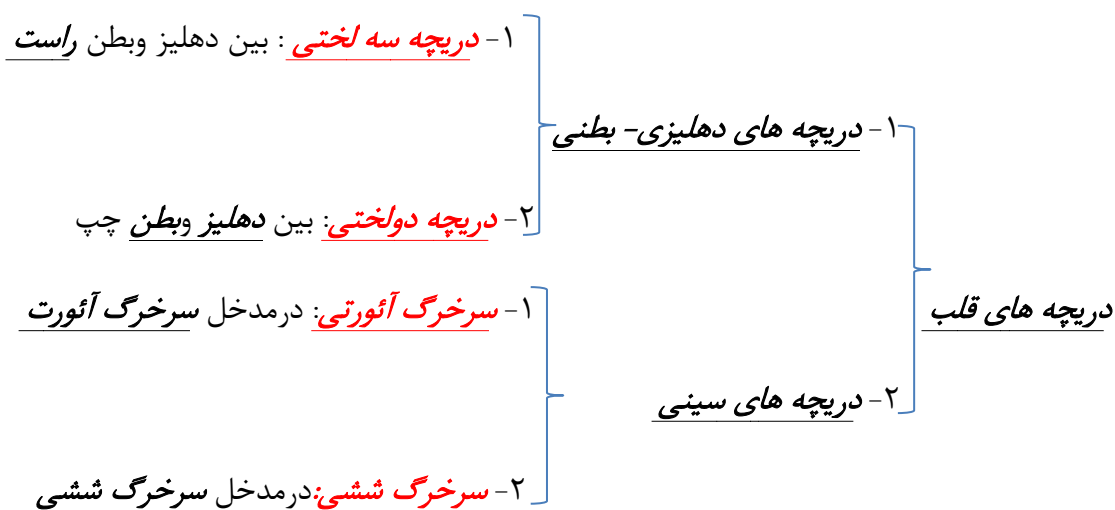 دریچه های قلب
۱- دریچه های دهلیزی- بطنی
۱- دریچه سه لختی : بین دهلیز وبطن راست
۲- دریچه دولختی: بین دهلیز وبطن چپ
۲- دریچه های سینی
۱- سرخرگ آئورتی: درمدخل سرخرگ آئورت
۲- سرخرگ ششی:درمدخل سرخرگ ششی